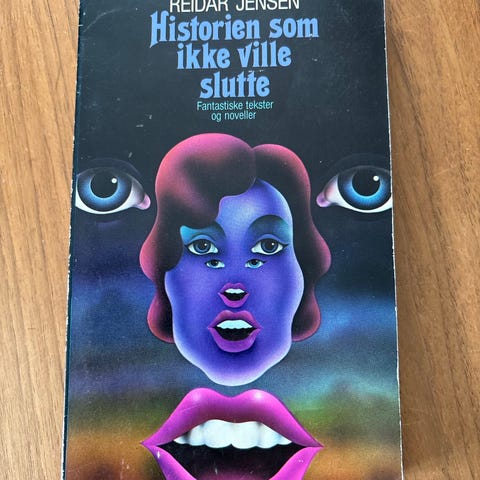 REIDAR JENSEN
Historien som
ikke ville
slutte
Fantastiske tekster
og noveller